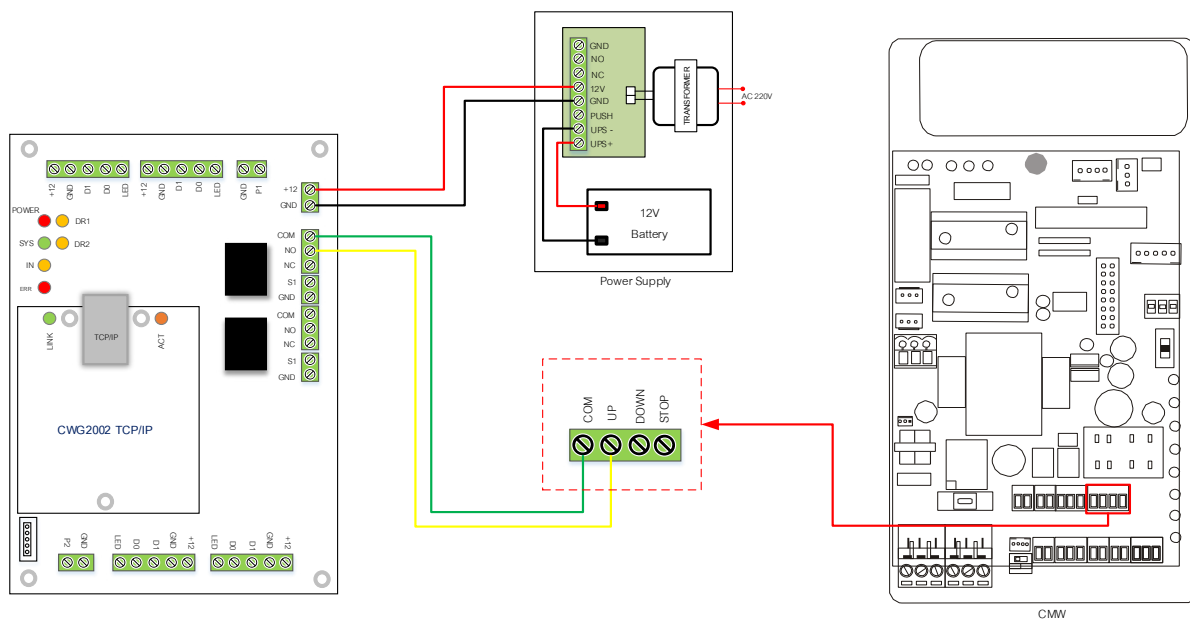 GND
NO
NC
12V
GND
PUSH
UPS -
UPS+
TRANSFORMER
AC 220V
12V
Battery
Power Supply
+12
GND
D1
D0
LED
+12
GND
D1
D0
LED
GND
P1
+12
GND
POWER
DR1
SYS
DR2
IN
ERR
COM
NO
NC
S1
GND
COM
NO
NC
S1
GND
LINK
TCP/IP
ACT
CWG2002 TCP/IP
COM
UP
DOWN
STOP
P2
GND
LED
D0
D1
GND
+12
LED
D0
D1
GND
+12
CMW